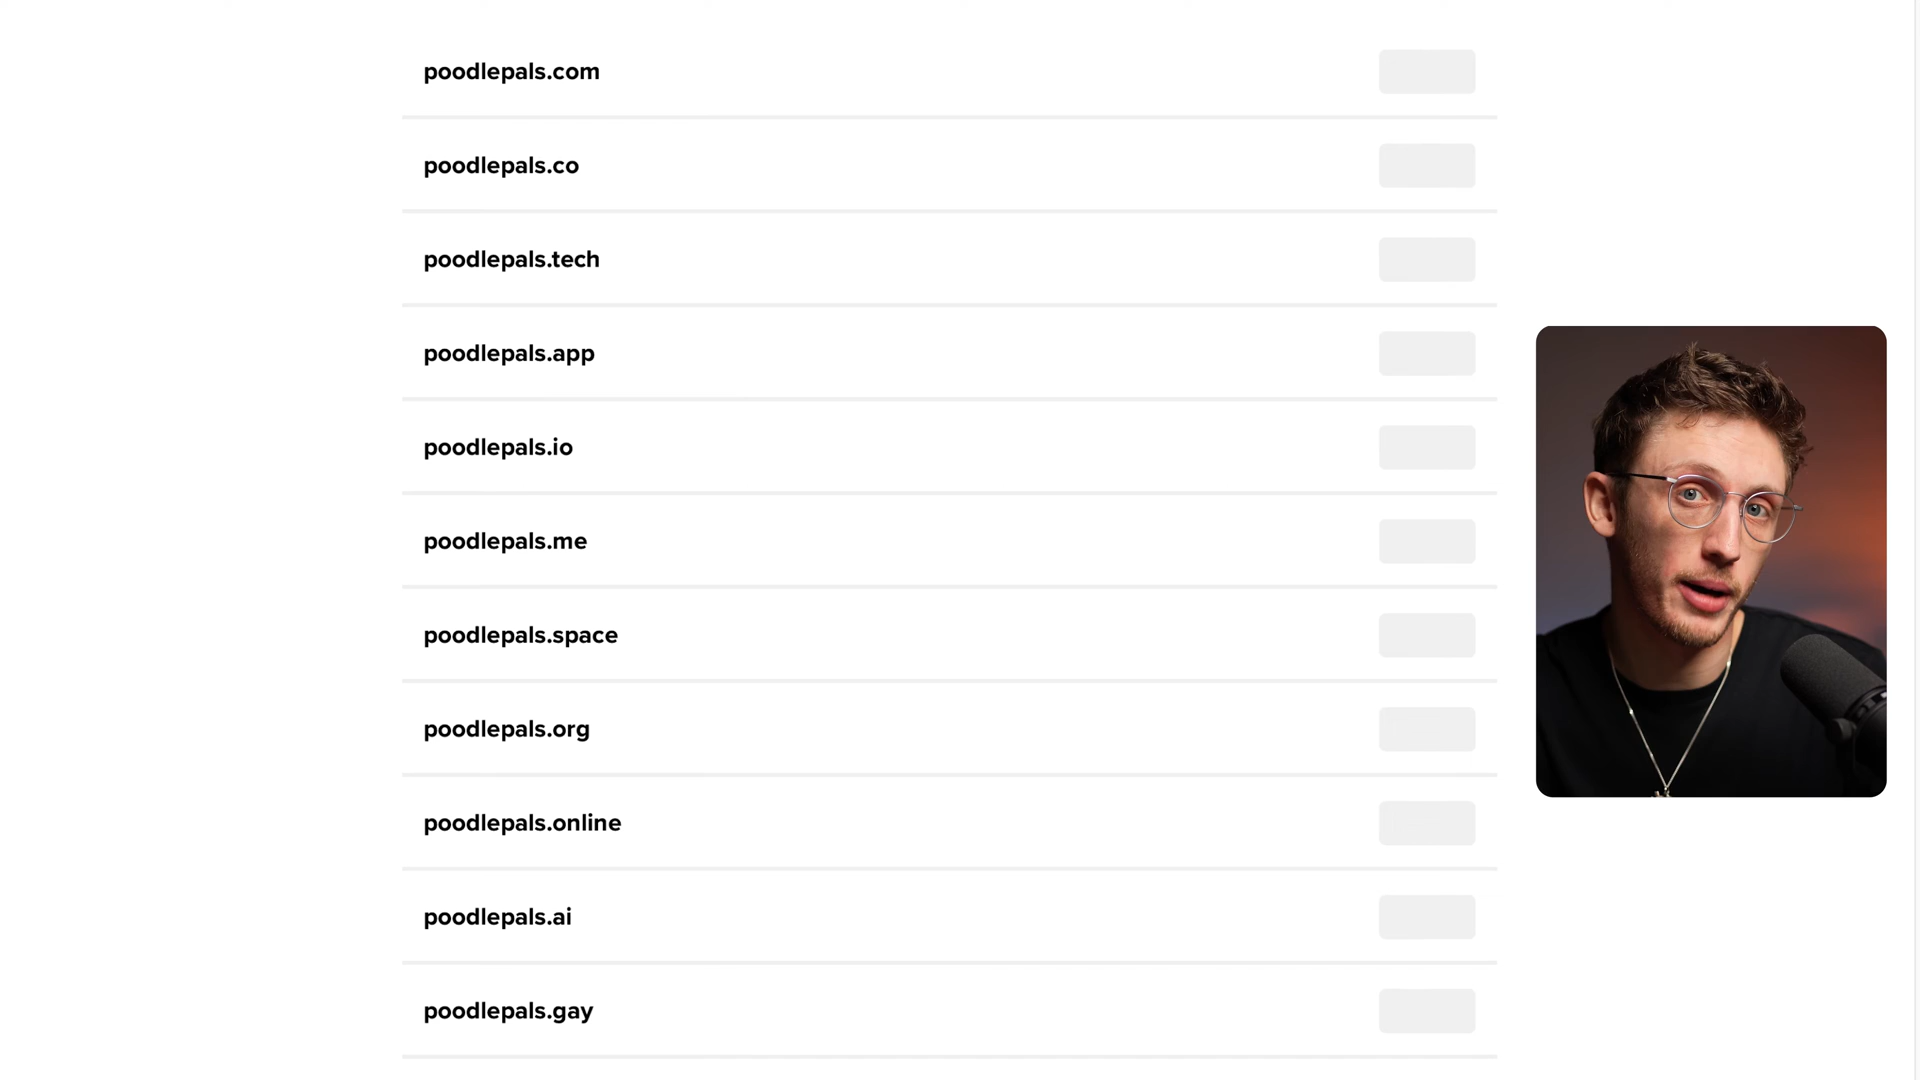 poodlepals.com
poodlepals.co
poodlepals.tech
poodlepals.app
poodlepals.io
poodlepals.me
poodlepals.space
poodlepals.org
poodlepals.online
poodlepals.ai
poodlepals.gay